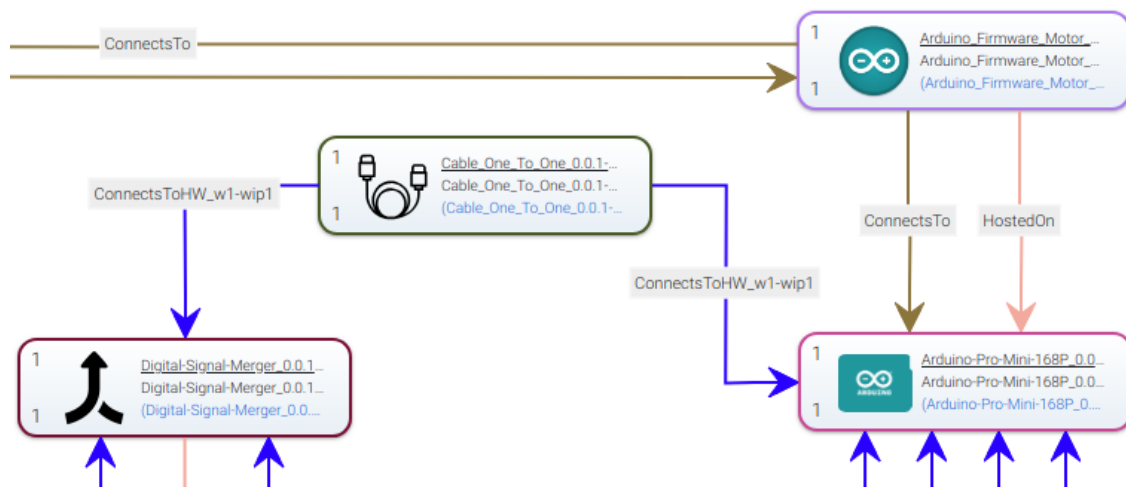 ConnectsTo
1
1
Arduino_Firmware_Motor_...
Arduino_Firmware_Motor_...
(Arduino_Firmware_Motor_...
1
1
Cable_One_To_One_0.0.1-...
Cable_One_To_One_0.0.1-...
(Cable_One_To_One_0.0.1-...
ConnectsToHW_w1-wip1
ConnectsTo
HostedOn
ConnectsToHW_w1-wip1
1
1
Digital-Signal-Merger_0.0.1...
Digital-Signal-Merger_0.0.1...
(Digital-Signal-Merger_0.0....
1
1
ARDUINO
Arduino-Pro-Mini-168P_0.0...
Arduino-Pro-Mini-168P_0.0...
(Arduino-Pro-Mini-168P_0....